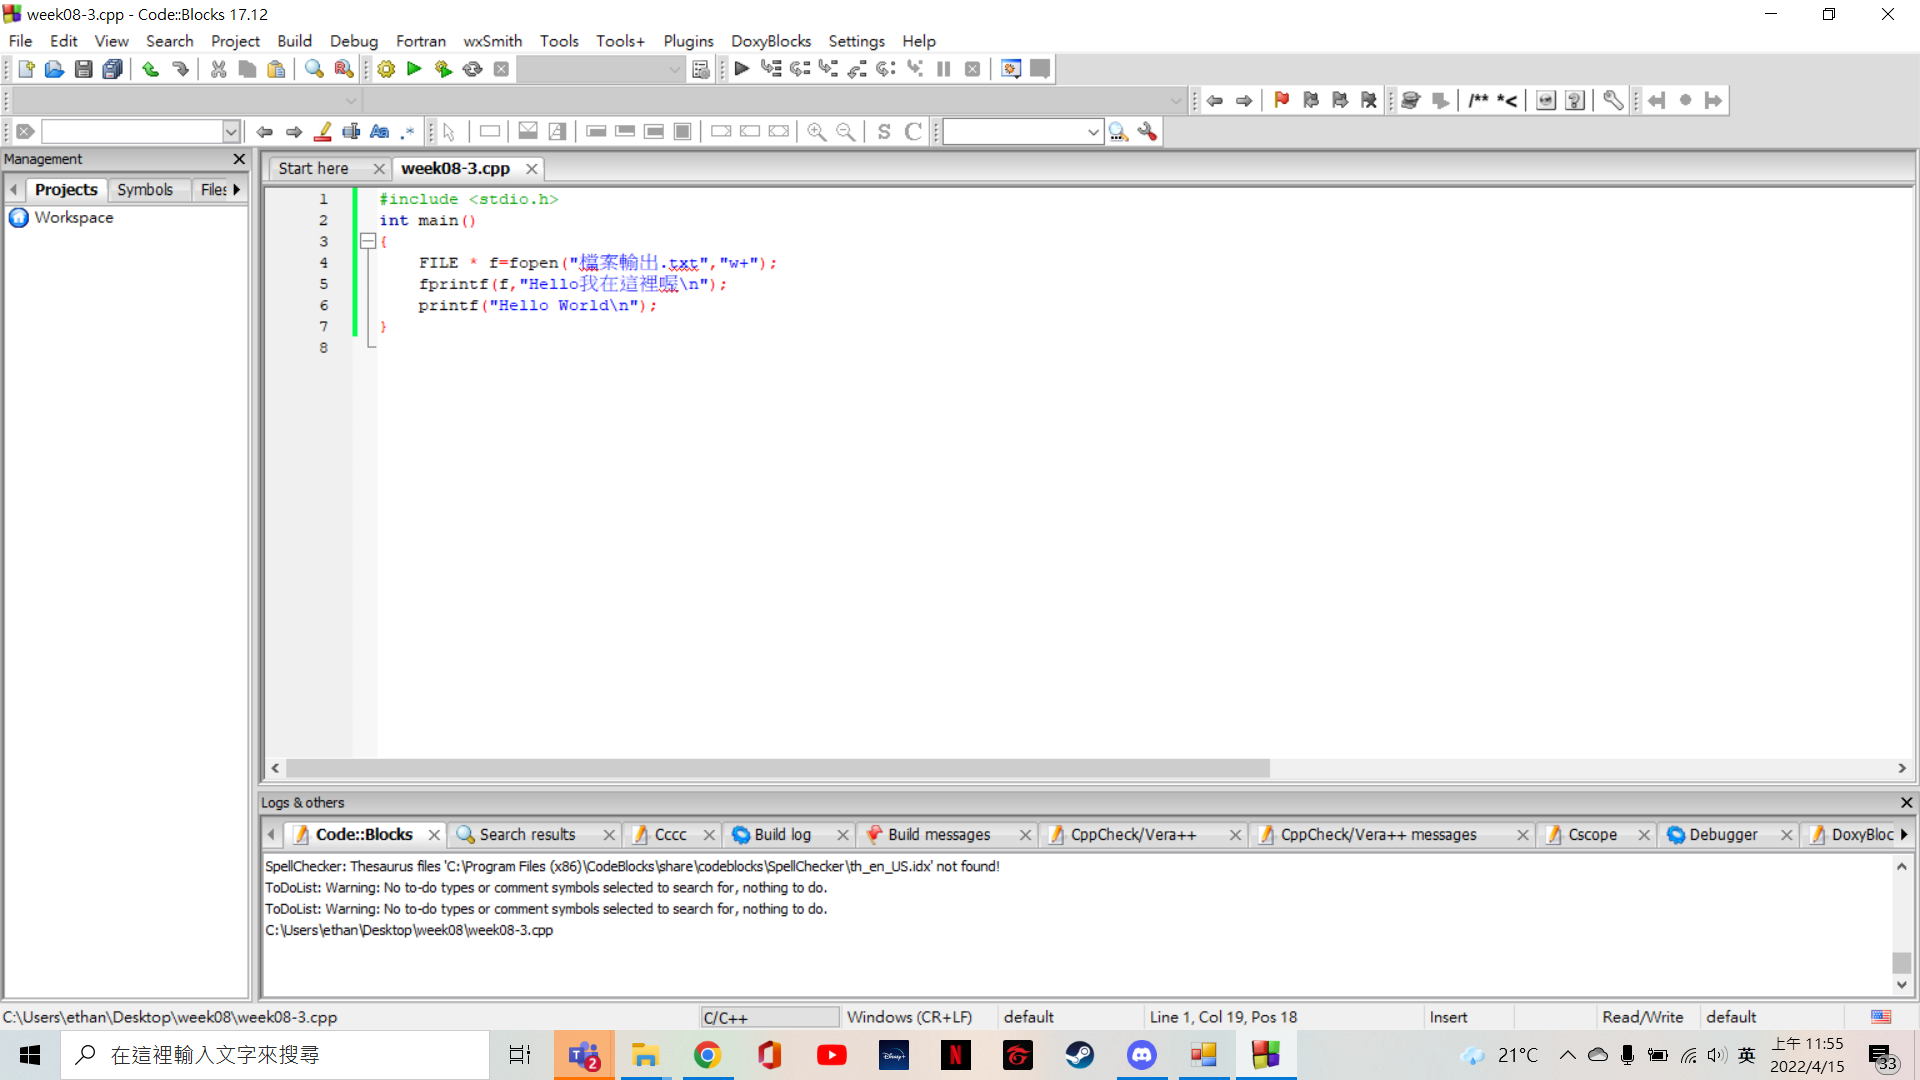 week08-3.cpp - Code::Blocks 17.12
File Edit View Search Project Build Debug Fortran wxSmith Tools Tools+ Plugins DoxyBlocks Settings Help
/** *<
Aa .*
S C
Management
Start here week08-3.cpp
Projects Symbols Files
Workspace
1 #include <stdio.h>
2 int main()
3 {
4 FILE * f=fopen("檔案輸出.txt","w+");
5 fprintf(f,"Hello我在這裡喔\n");
6 printf("Hello World\n");
7 }
8
Logs & others
Code::Blocks Search results Cccc Build log Build messages CppCheck/Vera++ CppCheck/Vera++ messages Cscope Debugger DoxyBloc
SpellChecker: Thesaurus files 'C:\Program Files (x86)\CodeBlocks\share\codeblocks\SpellChecker\th_en_US.idx' not found!
ToDoList: Warning: No to-do types or comment symbols selected to search for, nothing to do.
ToDoList: Warning: No to-do types or comment symbols selected to search for, nothing to do.
C:\Users\ethan\Desktop\week08\week08-3.cpp
C:\Users\ethan\Desktop\week08\week08-3.cpp C/C++ Windows (CR+LF) default Line 1, Col 19, Pos 18 Insert Read/Write default
在這裡輸入文字來搜尋 2 Disney+ N 21°C 英 上午 11:55
2022/4/15 33